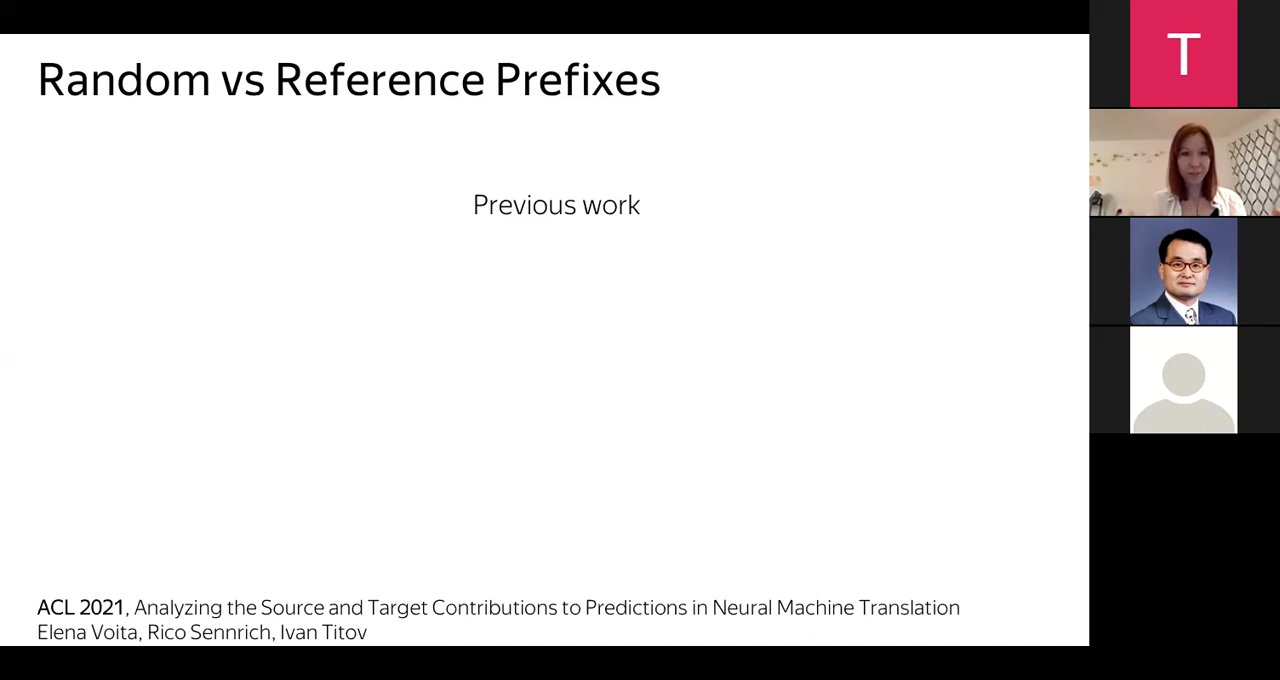 Random vs Reference Prefixes
Previous work
ACL 2021, Analyzing the Source and Target Contributions to Predictions in Neural Machine Translation
Elena Voita, Rico Sennrich, Ivan Titov
T